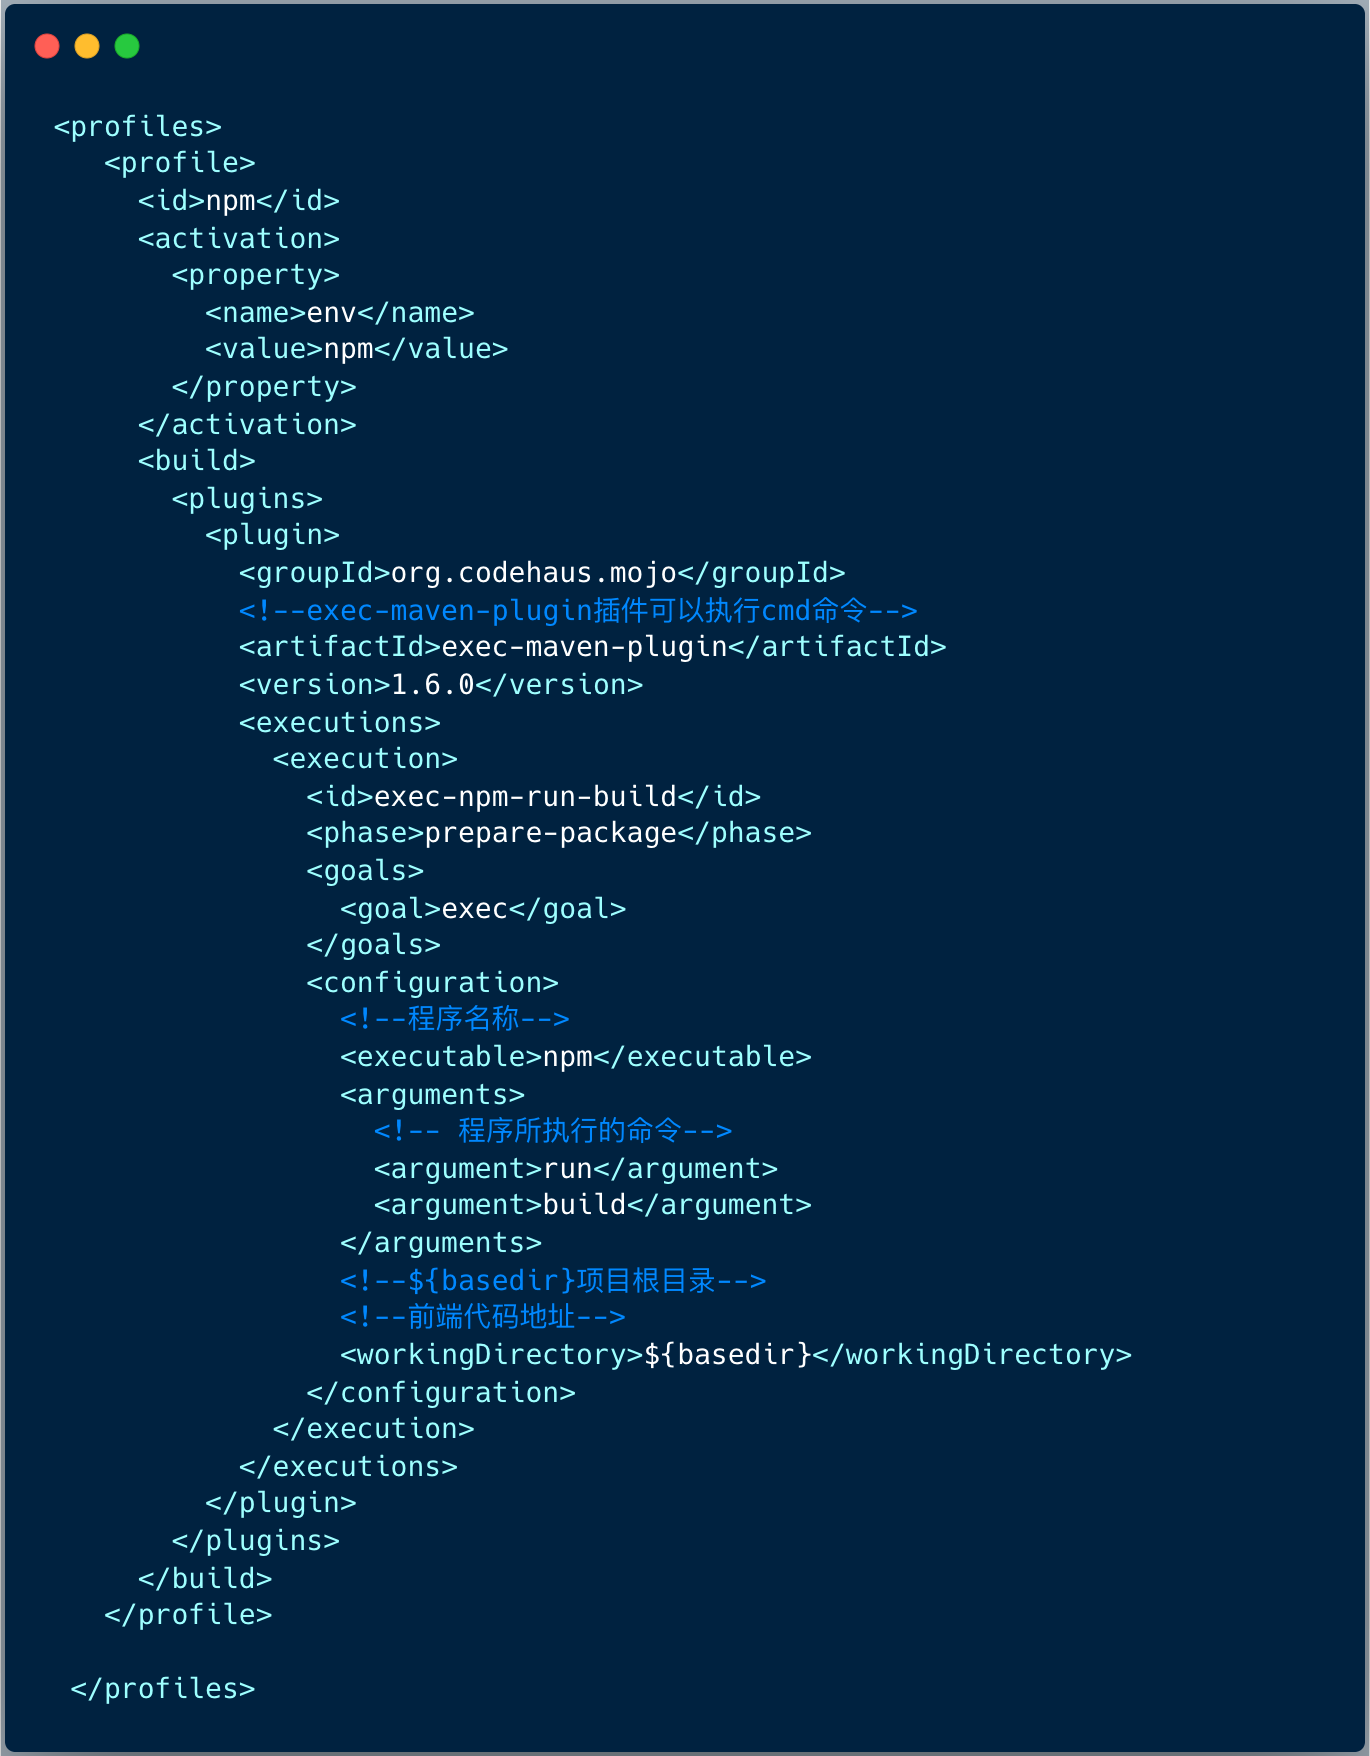 <profiles>
   <profile>
     <id>npm</id>
     <activation>
       <property>
         <name>env</name>
         <value>npm</value>
       </property>
     </activation>
     <build>
       <plugins>
         <plugin>
           <groupId>org.codehaus.mojo</groupId>
           <!--exec-maven-plugin插件可以执行cmd命令-->
           <artifactId>exec-maven-plugin</artifactId>
           <version>1.6.0</version>
           <executions>
             <execution>
               <id>exec-npm-run-build</id>
               <phase>prepare-package</phase>
               <goals>
                 <goal>exec</goal>
               </goals>
               <configuration>
                 <!--程序名称-->
                 <executable>npm</executable>
                 <arguments>
                   <!-- 程序所执行的命令-->
                   <argument>run</argument>
                   <argument>build</argument>
                 </arguments>
                 <!--${basedir}项目根目录-->
                 <!--前端代码地址-->
                 <workingDirectory>${basedir}</workingDirectory>
               </configuration>
             </execution>
           </executions>
         </plugin>
       </plugins>
     </build>
   </profile>

 </profiles>